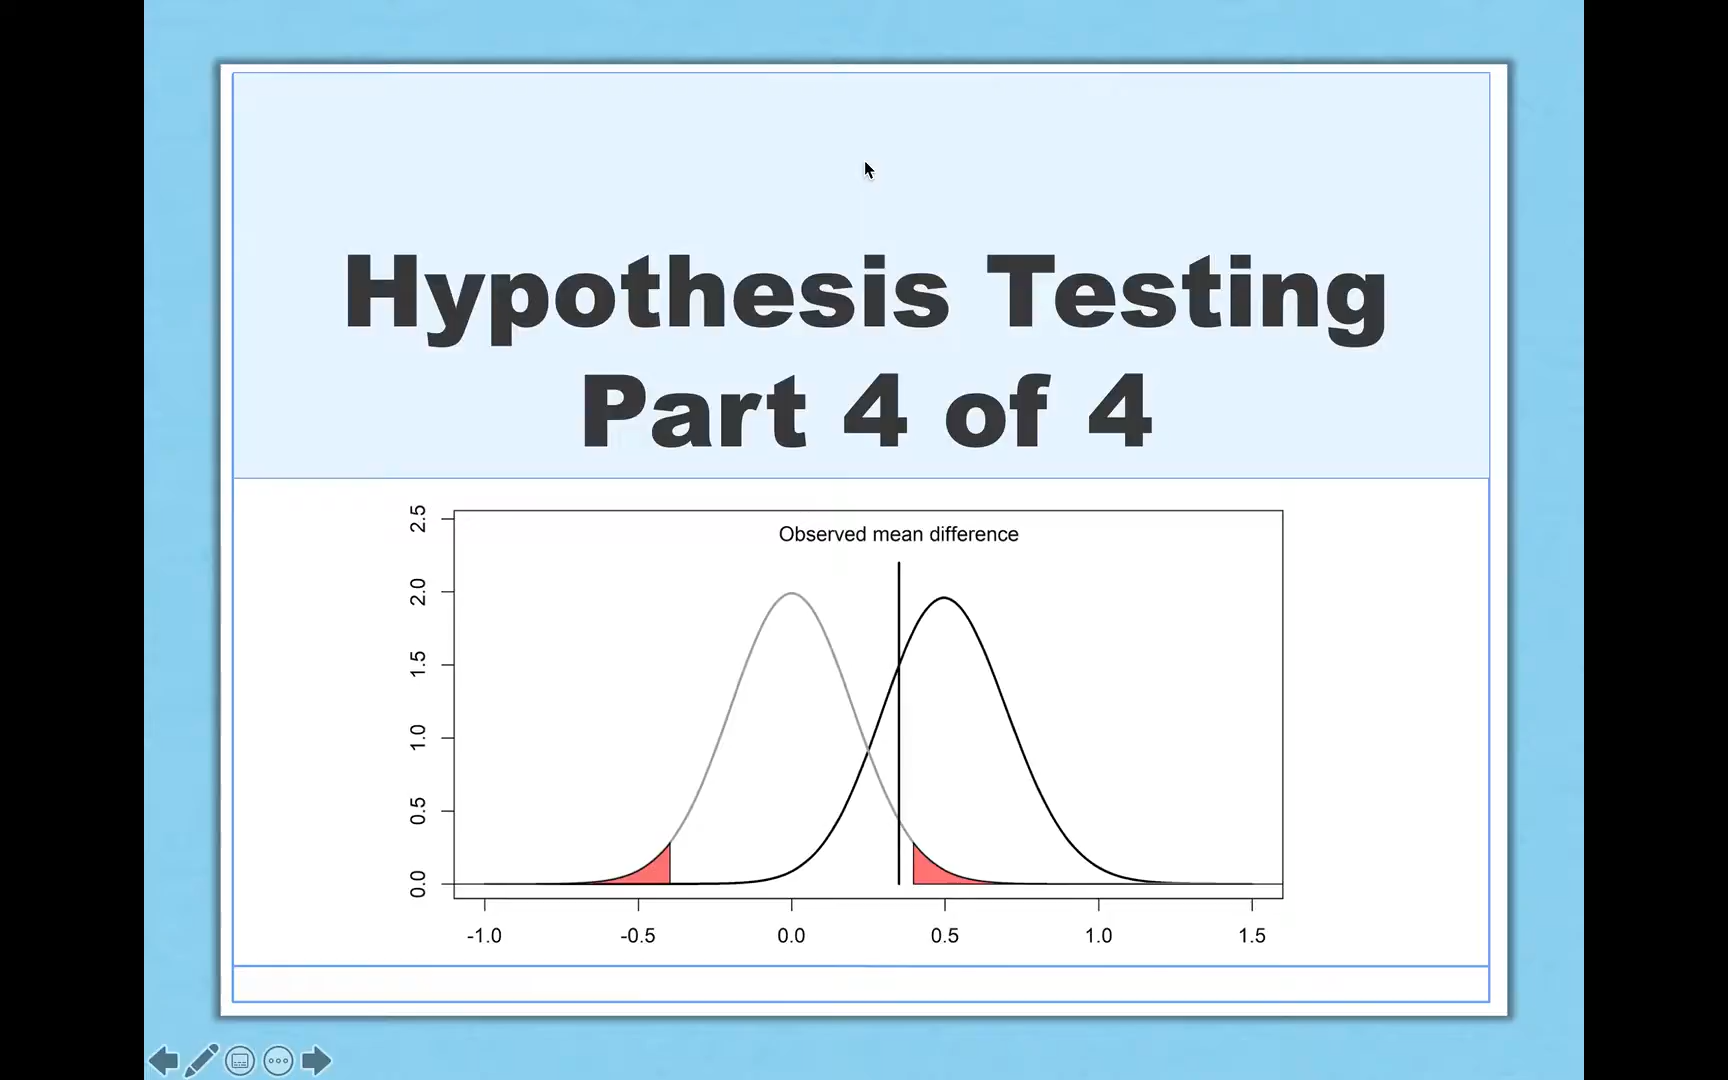 Hypothesis Testing
Part 4 of 4
Observed mean difference
2.5
2.0
1.5
1.0
0.5
0.0
-1.0 -0.5 0.0 0.5 1.0 1.5